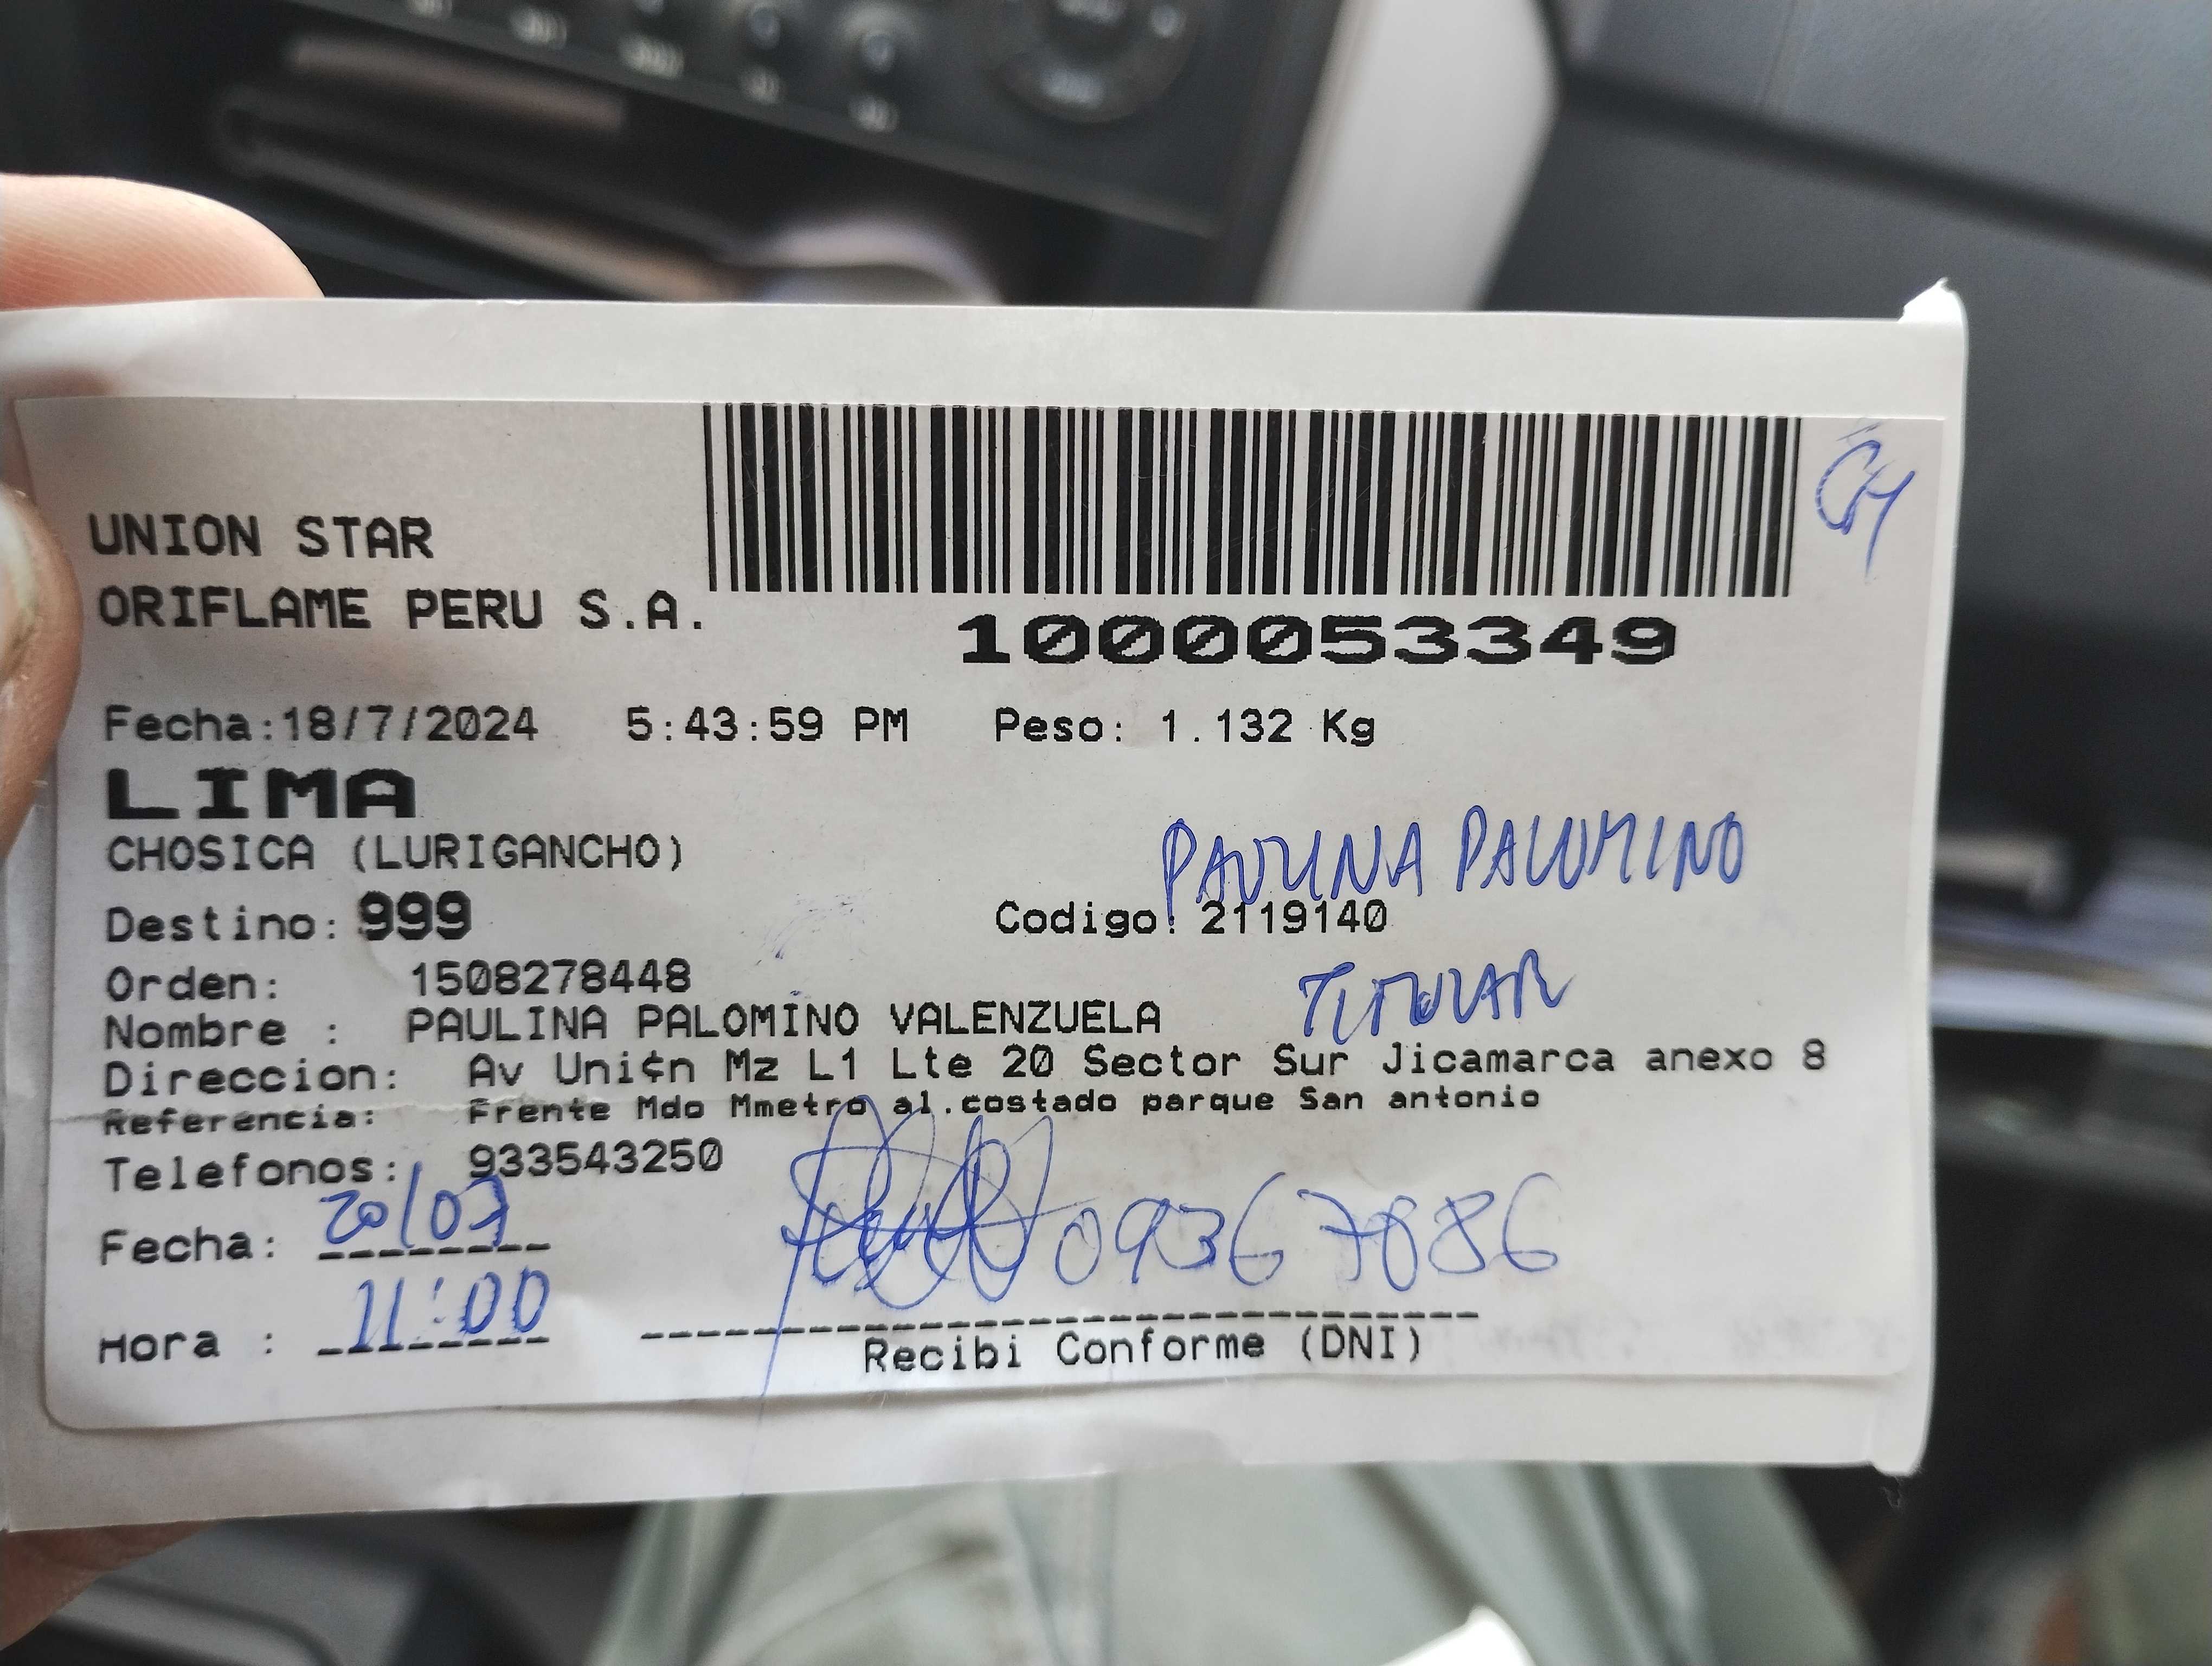 UNION STAR
ORIFLAME PERU S.A.
1000053349
Fecha:18/7/2024 5:43:59 PM Peso: 1.132 Kg
LIMA
CHOSICA (LURIGANCHO)
PAULINA PALOMINO
Destino: 999 Codigo: 2119140
TITULAR
Orden: 1508278448
Nombre : PAULINA PALOMINO VALENZUELA
Direccion: Av Uni¢n Mz L1 Lte 20 Sector Sur Jicamarca anexo 8
Referencia: Frente Mdo Mmetro al.costado parque San antonio
Telefonos: 933543250
Fecha: 20/07 09367886
Hora : 11:00
Recibi Conforme (DNI)